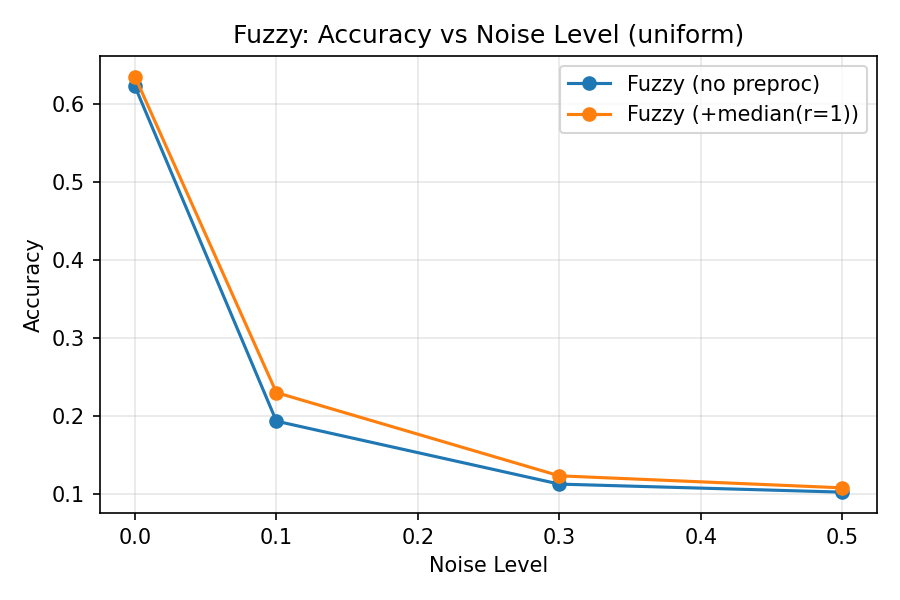 Fuzzy: Accuracy vs Noise Level (uniform)
Fuzzy (no preproc)
Fuzzy (+median(r=1))
Accuracy
0.6
0.5
0.4
0.3
0.2
0.1
0.0 0.1 0.2 0.3 0.4 0.5
Noise Level